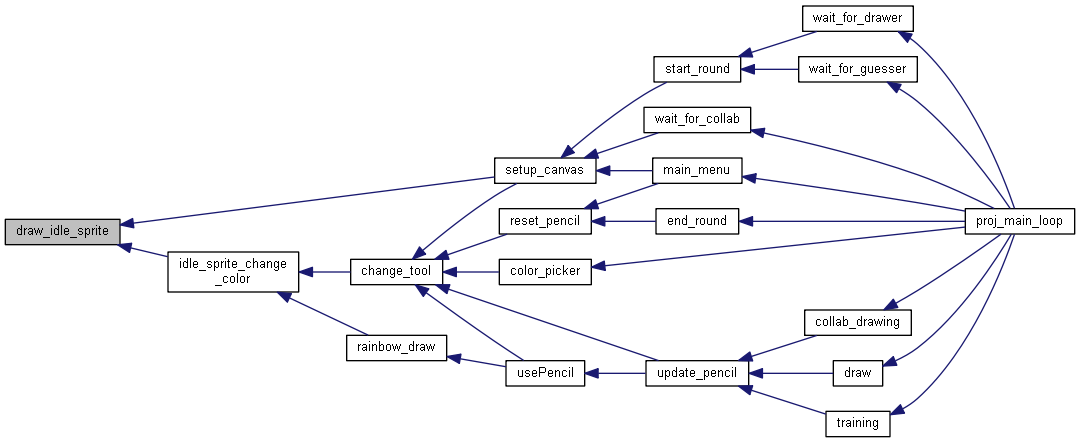 wait_for_drawer
start_round
wait_for_guesser
wait_for_collab
setup_canvas
main_menu
draw_idle_sprite
reset_pencil
end_round
proj_main_loop
idle_sprite_change
_color
change_tool
color_picker
collab_drawing
rainbow_draw
usePencil
update_pencil
draw
training